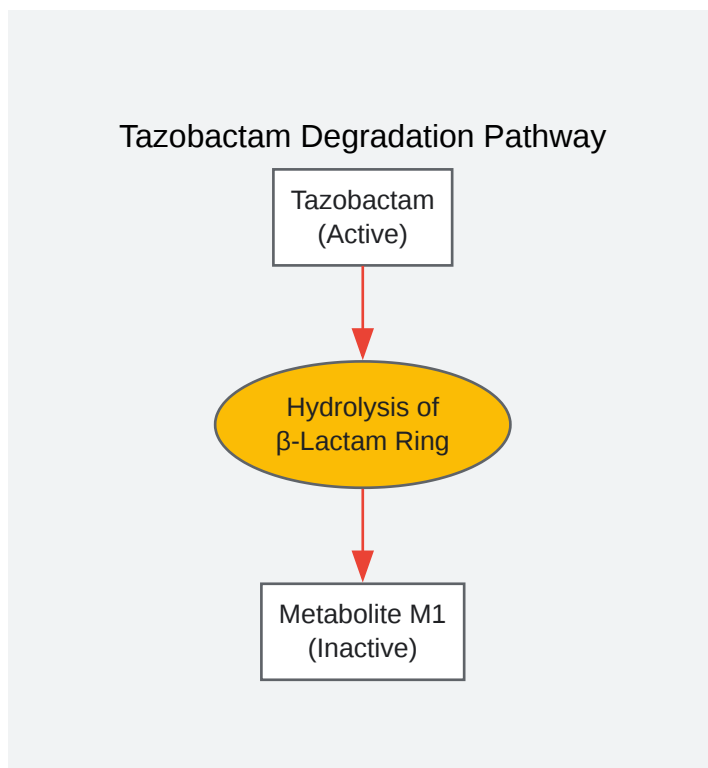 Tazobactam Degradation Pathway
Tazobactam
(Active)
Hydrolysis of
β-Lactam Ring
Metabolite M1
(Inactive)